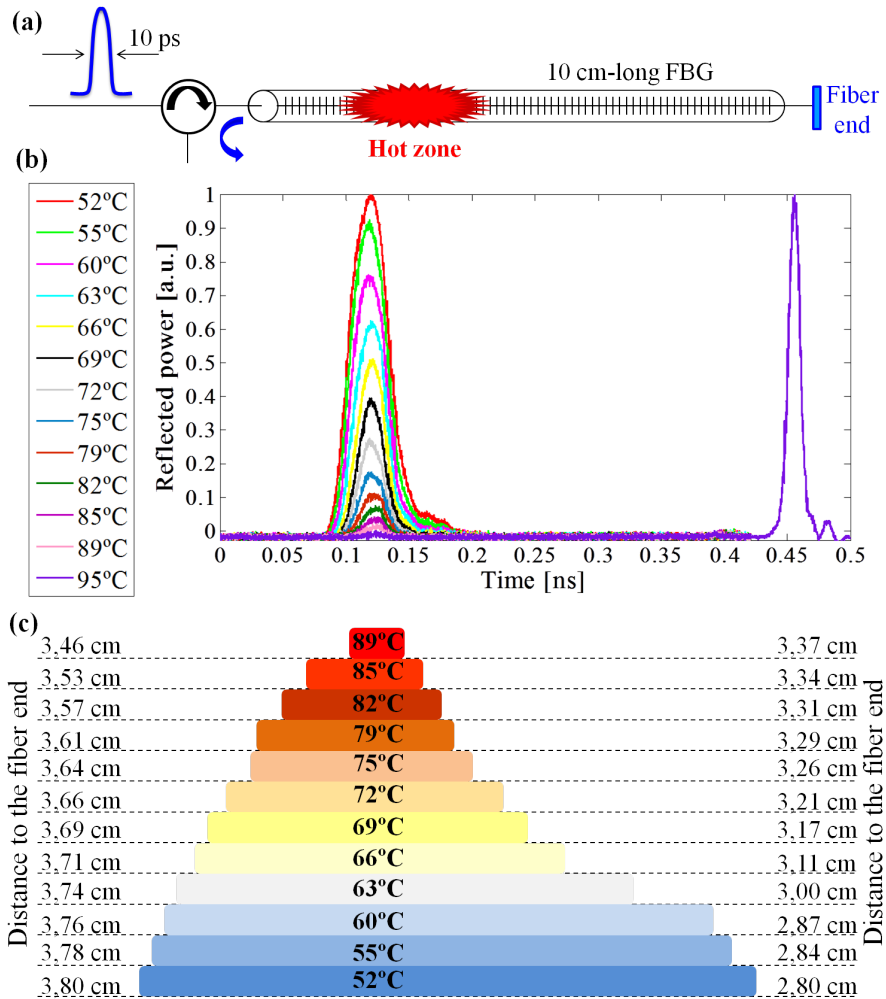 (a)
10 ps
10 cm-long FBG
Fiber
end
Hot zone
(b)
52ºC
55ºC
60ºC
63ºC
66ºC
69ºC
72ºC
75ºC
79ºC
82ºC
85ºC
89ºC
95ºC
Reflected power [a.u.]
1
0.9
0.8
0.7
0.6
0.5
0.4
0.3
0.2
0.1
0
0 0.05 0.1 0.15 0.2 0.25 0.3 0.35 0.4 0.45 0.5
Time [ns]
(c)
Distance to the fiber end
3,46 cm 89ºC 3,37 cm
3,53 cm 85ºC 3,34 cm
3,57 cm 82ºC 3,31 cm
3,61 cm 79ºC 3,29 cm
3,64 cm 75ºC 3,26 cm
3,66 cm 72ºC 3,21 cm
3,69 cm 69ºC 3,17 cm
3,71 cm 66ºC 3,11 cm
3,74 cm 63ºC 3,00 cm
3,76 cm 60ºC 2,87 cm
3,78 cm 55ºC 2,84 cm
3,80 cm 52ºC 2,80 cm
Distance to the fiber end